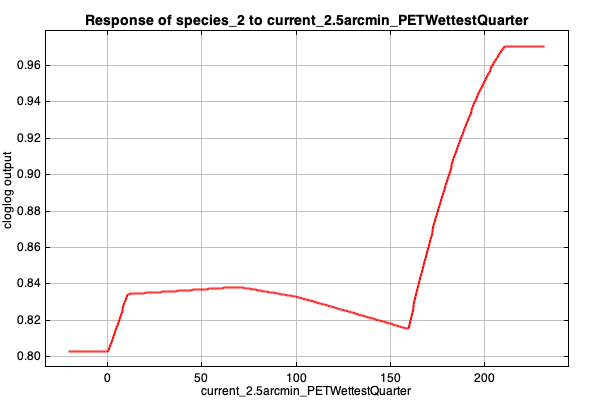 Response of species_2 to current_2.5arcmin_PETWettestQuarter
cloglog output
0.96
0.94
0.92
0.90
0.88
0.86
0.84
0.82
0.80
0 50 100 150 200
current_2.5arcmin_PETWettestQuarter